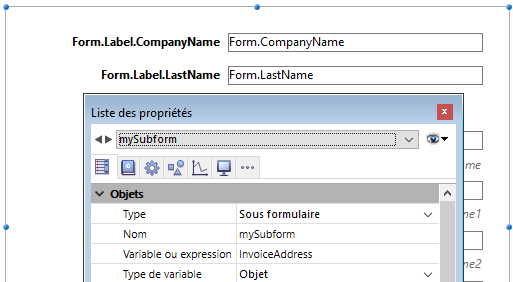 Form.Label.CompanyName Form.CompanyName
Form.Label.LastName Form.LastName
Liste des propriétés
mySubform
me
Objets
me1
Type Sous formulaire
Nom mySubform
Variable ou expression InvoiceAddress
me2
Type de variable Objet